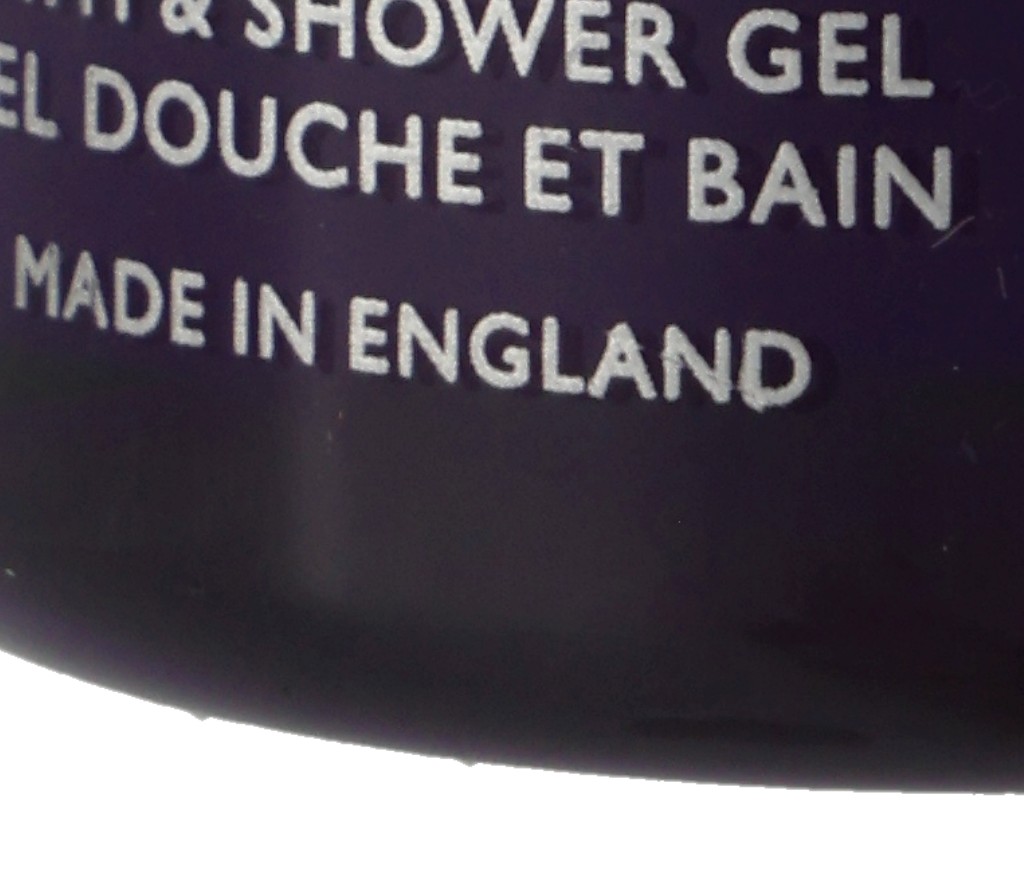 & SHOWER GEL
DOUCHE ET BAIN
MADE IN ENGLAND